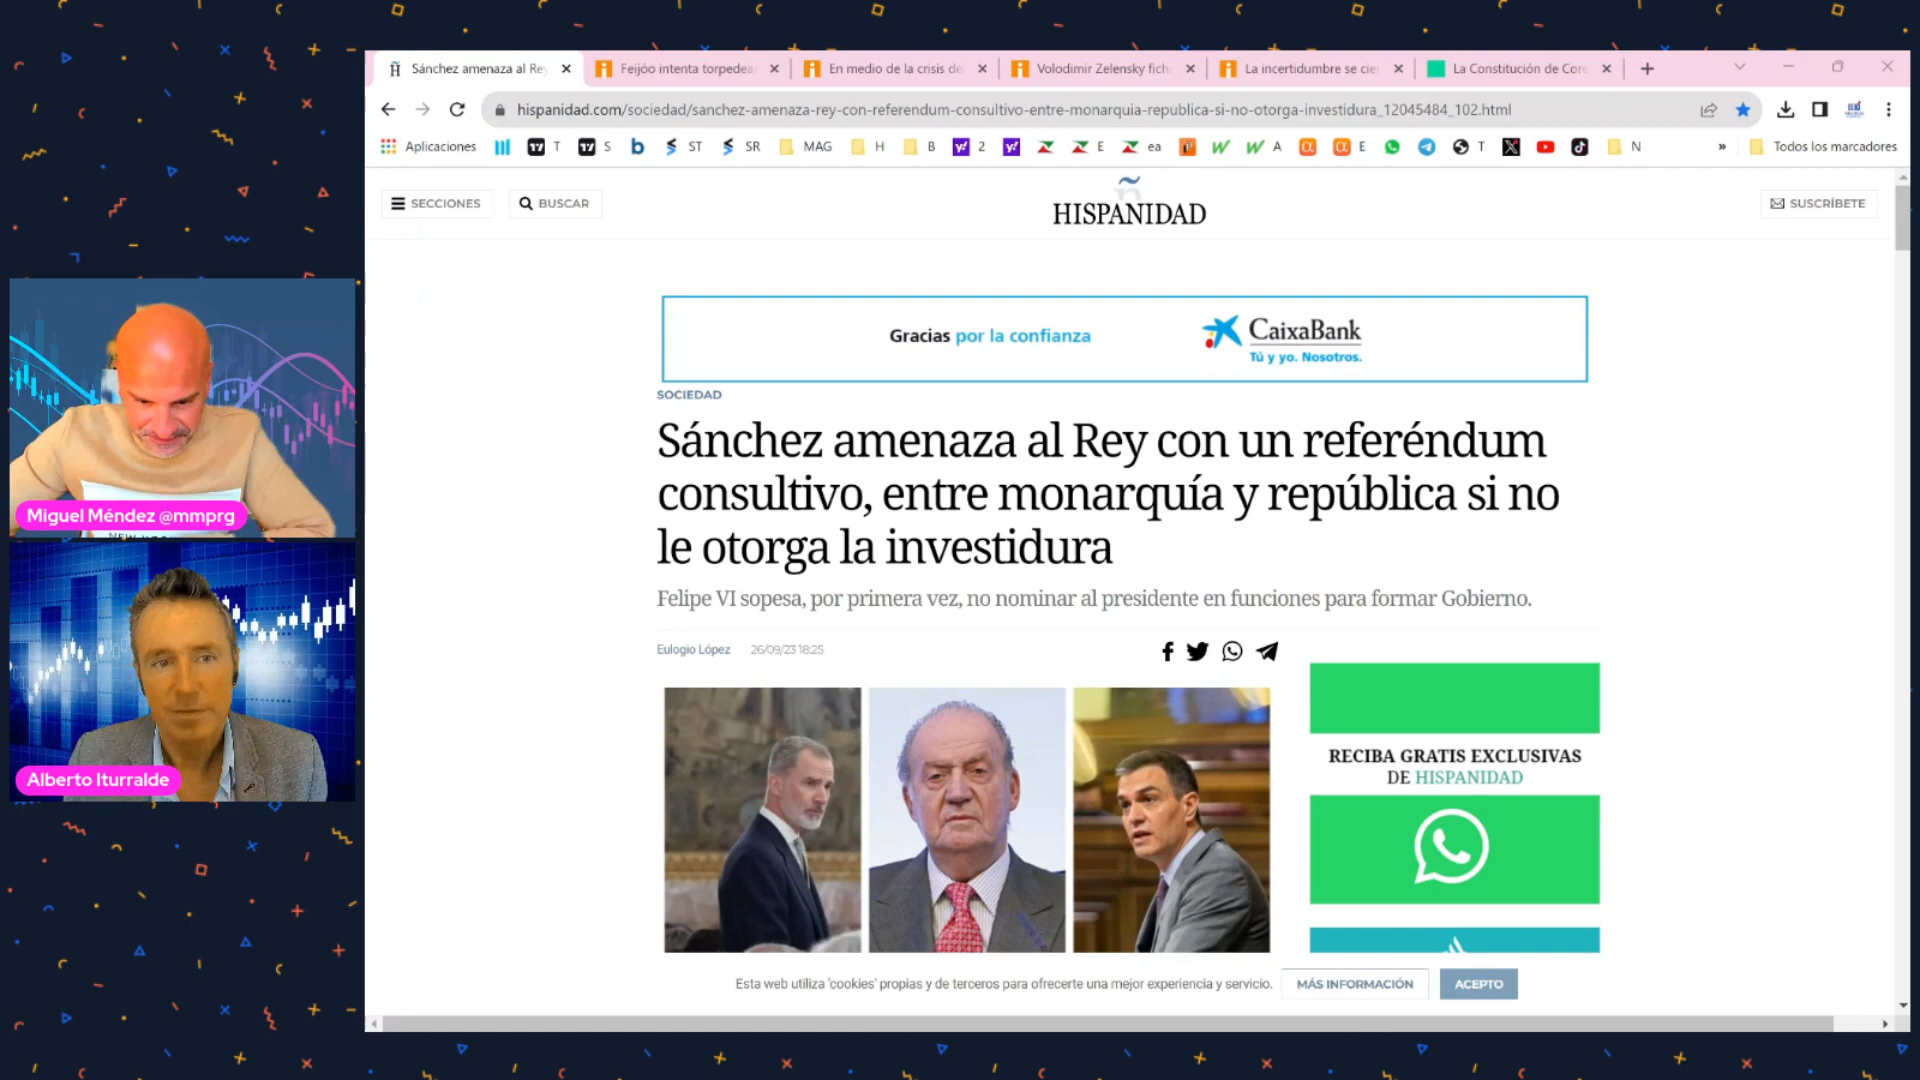 Sánchez amenaza al Rey
Feijóo intenta torpedea
En medio de la crisis de
Volodimir Zelensky fich
La incertidumbre se cie
La Constitución de Core
hispanidad.com/sociedad/sanchez-amenaza-rey-con-referendum-consultivo-entre-monarquia-republica-si-no-otorga-investidura_12045484_102.html
Aplicaciones T S b ST SR MAG H B y! 2 y! E ea A E T N » Todos los marcadores
SECCIONES
BUSCAR
HISPANIDAD
SUSCRÍBETE
Gracias por la confianza
CaixaBank
Tú y yo. Nosotros.
SOCIEDAD
Sánchez amenaza al Rey con un referéndum
consultivo, entre monarquía y república si no
le otorga la investidura
Felipe VI sopesa, por primera vez, no nominar al presidente en funciones para formar Gobierno.
Eulogio López 26/09/23 18:25
RECIBA GRATIS EXCLUSIVAS
DE HISPANIDAD
Esta web utiliza 'cookies' propias y de terceros para ofrecerte una mejor experiencia y servicio.
MÁS INFORMACIÓN
ACEPTO
Miguel Méndez @mmprg
Alberto Iturralde